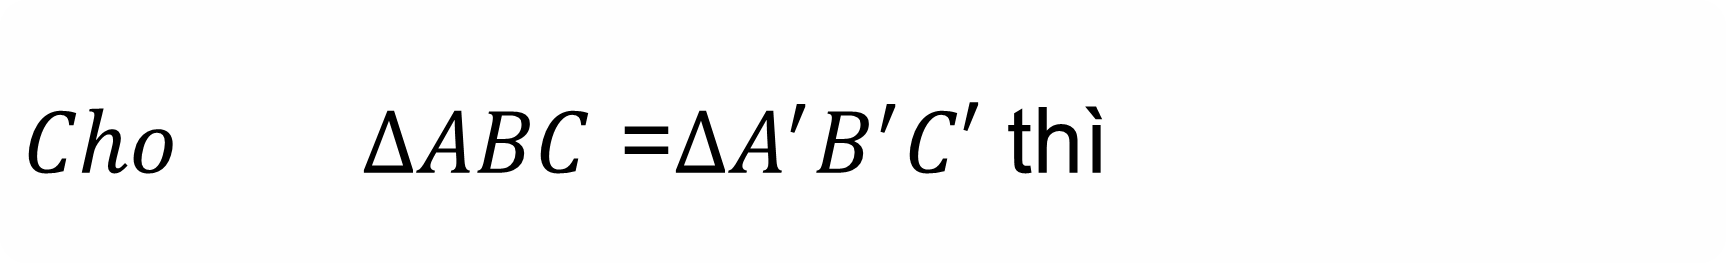 Cho ΔABC =ΔA′B′C′ thì